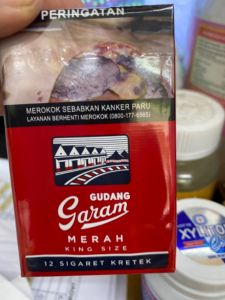 PERINGATAN
MEROKOK SEBABKAN KANKER PARU
LAYANAN BERHENTI MEROKOK (0800-177-6565)
GUDANG
Garam
MERAH
KING SIZE
12 SIGARET KRETEK
XYLITOL